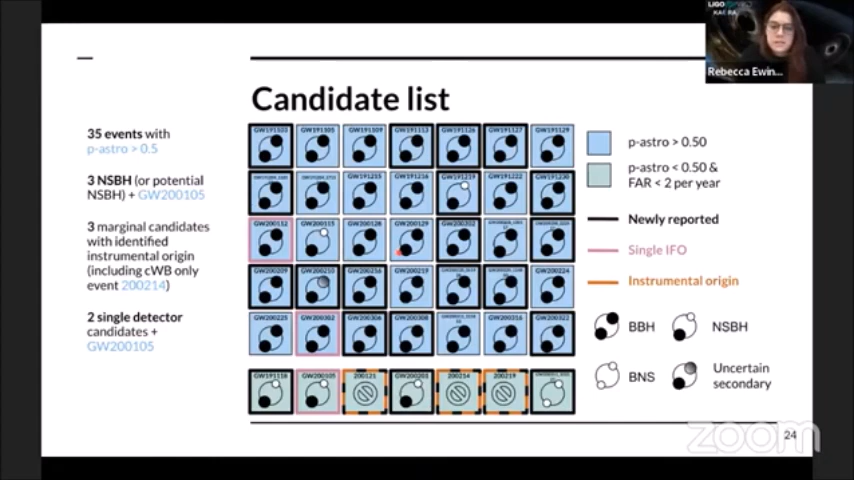 LIGO
Rebecca Ewin...
Candidate list
35 events with
p-astro > 0.5
3 NSBH (or potential
NSBH) + GW200105
3 marginal candidates
with identified
instrumental origin
(including cWB only
event 200214)
2 single detector
candidates +
GW200105
GW191103 GW191105 GW191109 GW191113 GW191126 GW191127 GW191129
GW191215 GW191216 GW191219 GW191222 GW191230
GW200112 GW200115 GW200128 GW200129 GW200202
GW200209 GW200210 GW200216 GW200219 GW200224
GW200225 GW200302 GW200306 GW200308 GW200316 GW200322
GW191118 GW200105 200121 GW200201 200214 200219
p-astro > 0.50
p-astro < 0.50 &
FAR < 2 per year
Newly reported
Single IFO
Instrumental origin
BBH
NSBH
BNS
Uncertain
secondary
zoom
24